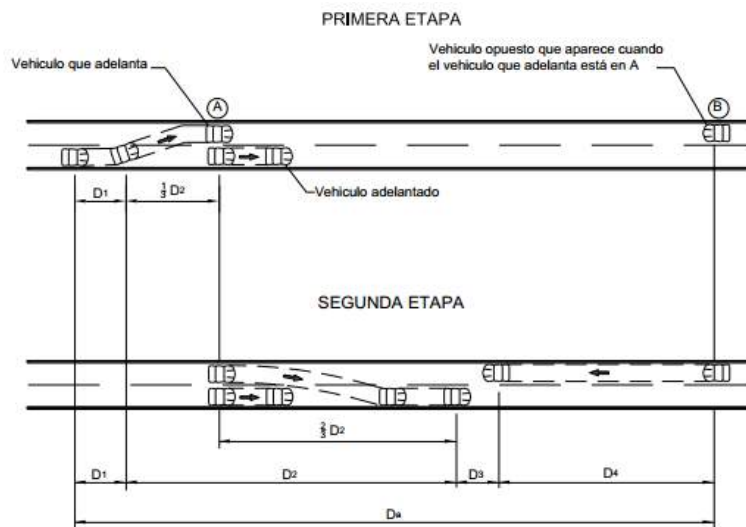 PRIMERA ETAPA
Vehiculo que adelanta
Vehiculo opuesto que aparece cuando
el vehiculo que adelanta está en A
A
B
Vehiculo adelantado
D1
1/3 D2
SEGUNDA ETAPA
2/3 D2
D1
D2
D3
D4
Da